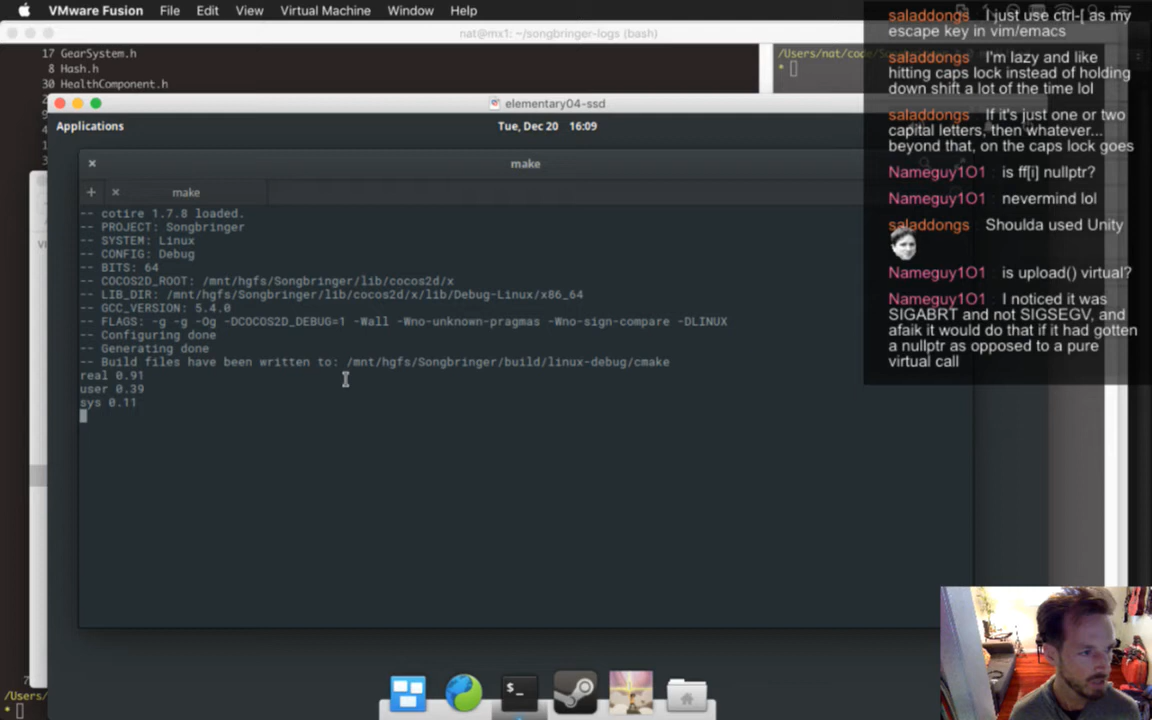 VMware Fusion File Edit View Virtual Machine Window Help
nat@mx1: ~/songbringer-logs (bash)
17 GearSystem.h
8 Hash.h
30 HealthComponent.h
/Users/nat/code/S
*
elementary04-ssd
Applications
Tue, Dec 20 16:09
make
make
-- cotire 1.7.8 loaded.
-- PROJECT: Songbringer
-- SYSTEM: Linux
-- CONFIG: Debug
-- BITS: 64
-- COCOS2D_ROOT: /mnt/hgfs/Songbringer/lib/cocos2d/x
-- LIB_DIR: /mnt/hgfs/Songbringer/lib/cocos2d/x/lib/Debug-Linux/x86_64
-- GCC_VERSION: 5.4.0
-- FLAGS: -g -g -Og -DCOCOS2D_DEBUG=1 -Wall -Wno-unknown-pragmas -Wno-sign-compare -DLINUX
-- Configuring done
-- Generating done
-- Build files have been written to: /mnt/hgfs/Songbringer/build/linux-debug/cmake
real 0.91
user 0.39
sys 0.11
saladdongs I just use ctrl-[ as my
escape key in vim/emacs
saladdongs I'm lazy and like
hitting caps lock instead of holding
down shift a lot of the time lol
saladdongs If it's just one or two
capital letters, then whatever...
beyond that, on the caps lock goes
Nameguy1O1 is ff[i] nullptr?
Nameguy1O1 nevermind lol
saladdongs Shoulda used Unity
Nameguy1O1 is upload() virtual?
Nameguy1O1 I noticed it was
SIGABRT and not SIGSEGV, and
afaik it would do that if it had gotten
a nullptr as opposed to a pure
virtual call
/Users/
*